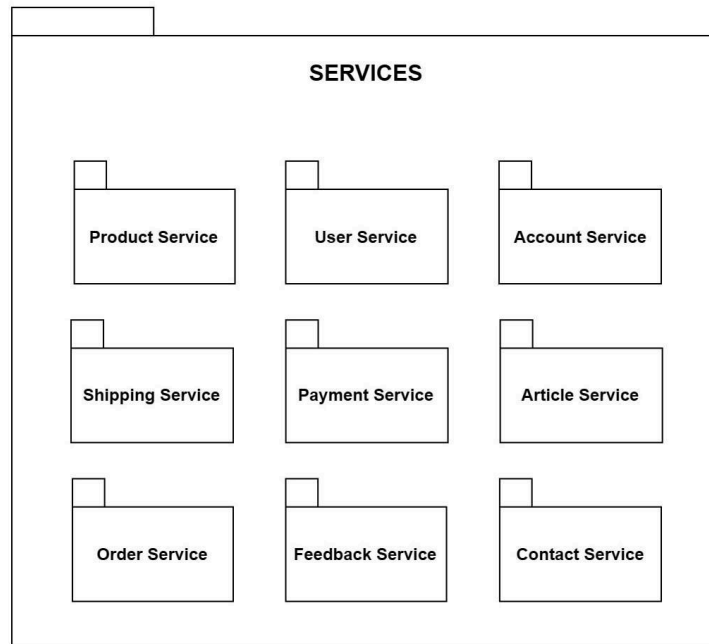 SERVICES
Product Service
User Service
Account Service
Shipping Service
Payment Service
Article Service
Order Service
Feedback Service
Contact Service